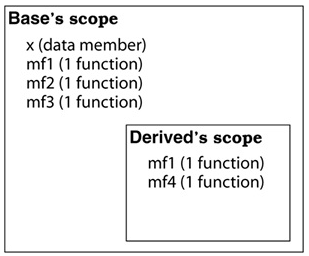 Base's scope
x (data member)
mf1 (1 function)
mf2 (1 function)
mf3 (1 function)
Derived's scope
mf1 (1 function)
mf4 (1 function)